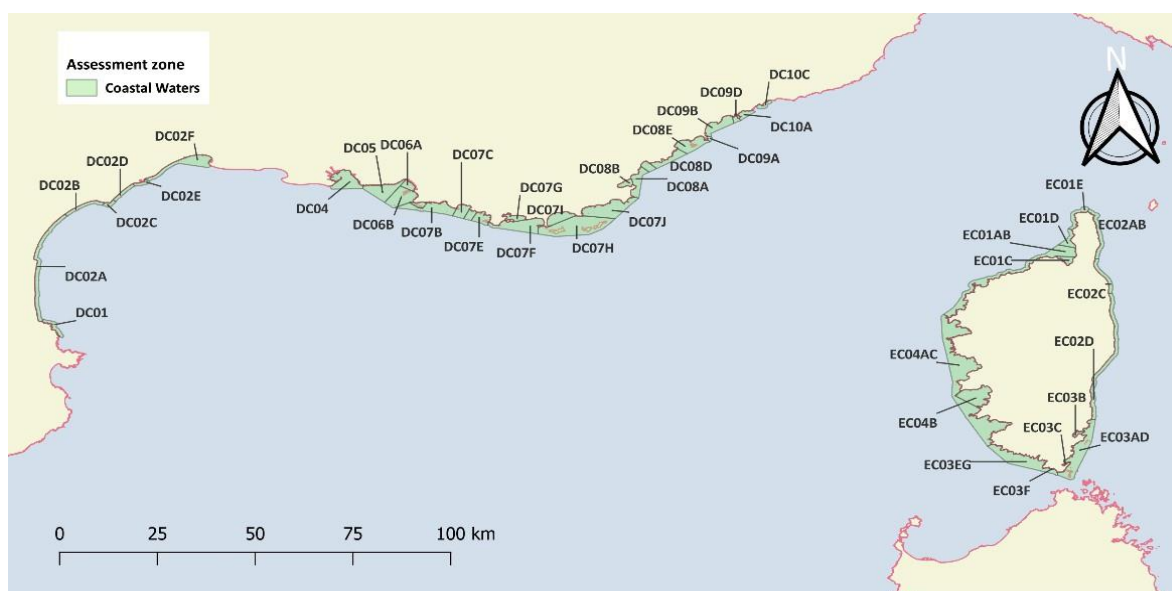 Assessment zone
Coastal Waters
N
DC10C
DC09D
DC09B
DC10A
DC08E
DC09A
DC02F
DC06A
DC05
DC07C
DC08D
DC02D
DC08B
DC08A
DC02B
DC02E
DC04
DC07G
DC02C
DC07I
DC07J
DC06B
DC07B
DC07E
DC07F
DC07H
DC02A
DC01
EC01E
EC01D
EC02AB
EC01AB
EC01C
EC02C
EC02D
EC04AC
EC03B
EC04B
EC03C
EC03AD
EC03EG
EC03F
0 25 50 75 100 km